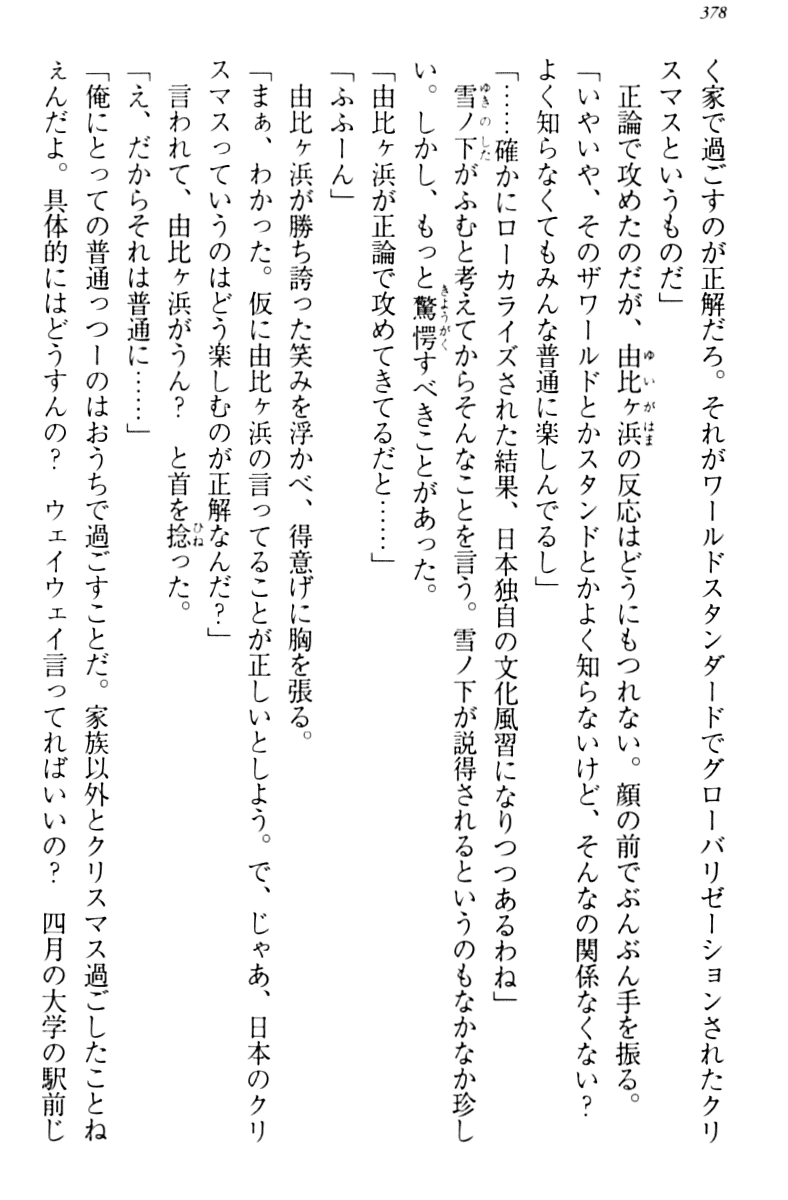 378
く家で過ごすのが正解だろ。それがワールドスタンダードでグローバリゼーションされたクリ
スマスというものだ」
　正論で攻めたのだが、由比ヶ浜の反応はどうにもつれない。顔の前でぶんぶん手を振る。
「いやいや、そのザワールドとかスタンドとかよく知らないけど、そんなの関係なくない？
よく知らなくてもみんな普通に楽しんでるし」
「……確かにローカライズされた結果、日本独自の文化風習になりつつあるわね」
　雪ノ下がふむと考えてからそんなことを言う。雪ノ下が説得されるというのもなかなか珍し
い。しかし、もっと驚愕すべきことがあった。
「由比ヶ浜が正論で攻めてきてるだと……」
「ふふーん」
　由比ヶ浜が勝ち誇った笑みを浮かべ、得意げに胸を張る。
「まぁ、わかった。仮に由比ヶ浜の言ってることが正しいとしよう。で、じゃあ、日本のクリ
スマスっていうのはどう楽しむのが正解なんだ？」
　言われて、由比ヶ浜がうん？　と首を捻った。
「え、だからそれは普通に……」
「俺にとっての普通っつーのはおうちで過ごすことだ。家族以外とクリスマス過ごしたことね
ぇんだよ。具体的にはどうすんの？　ウェイウェイ言ってればいいの？　四月の大学の駅前じ